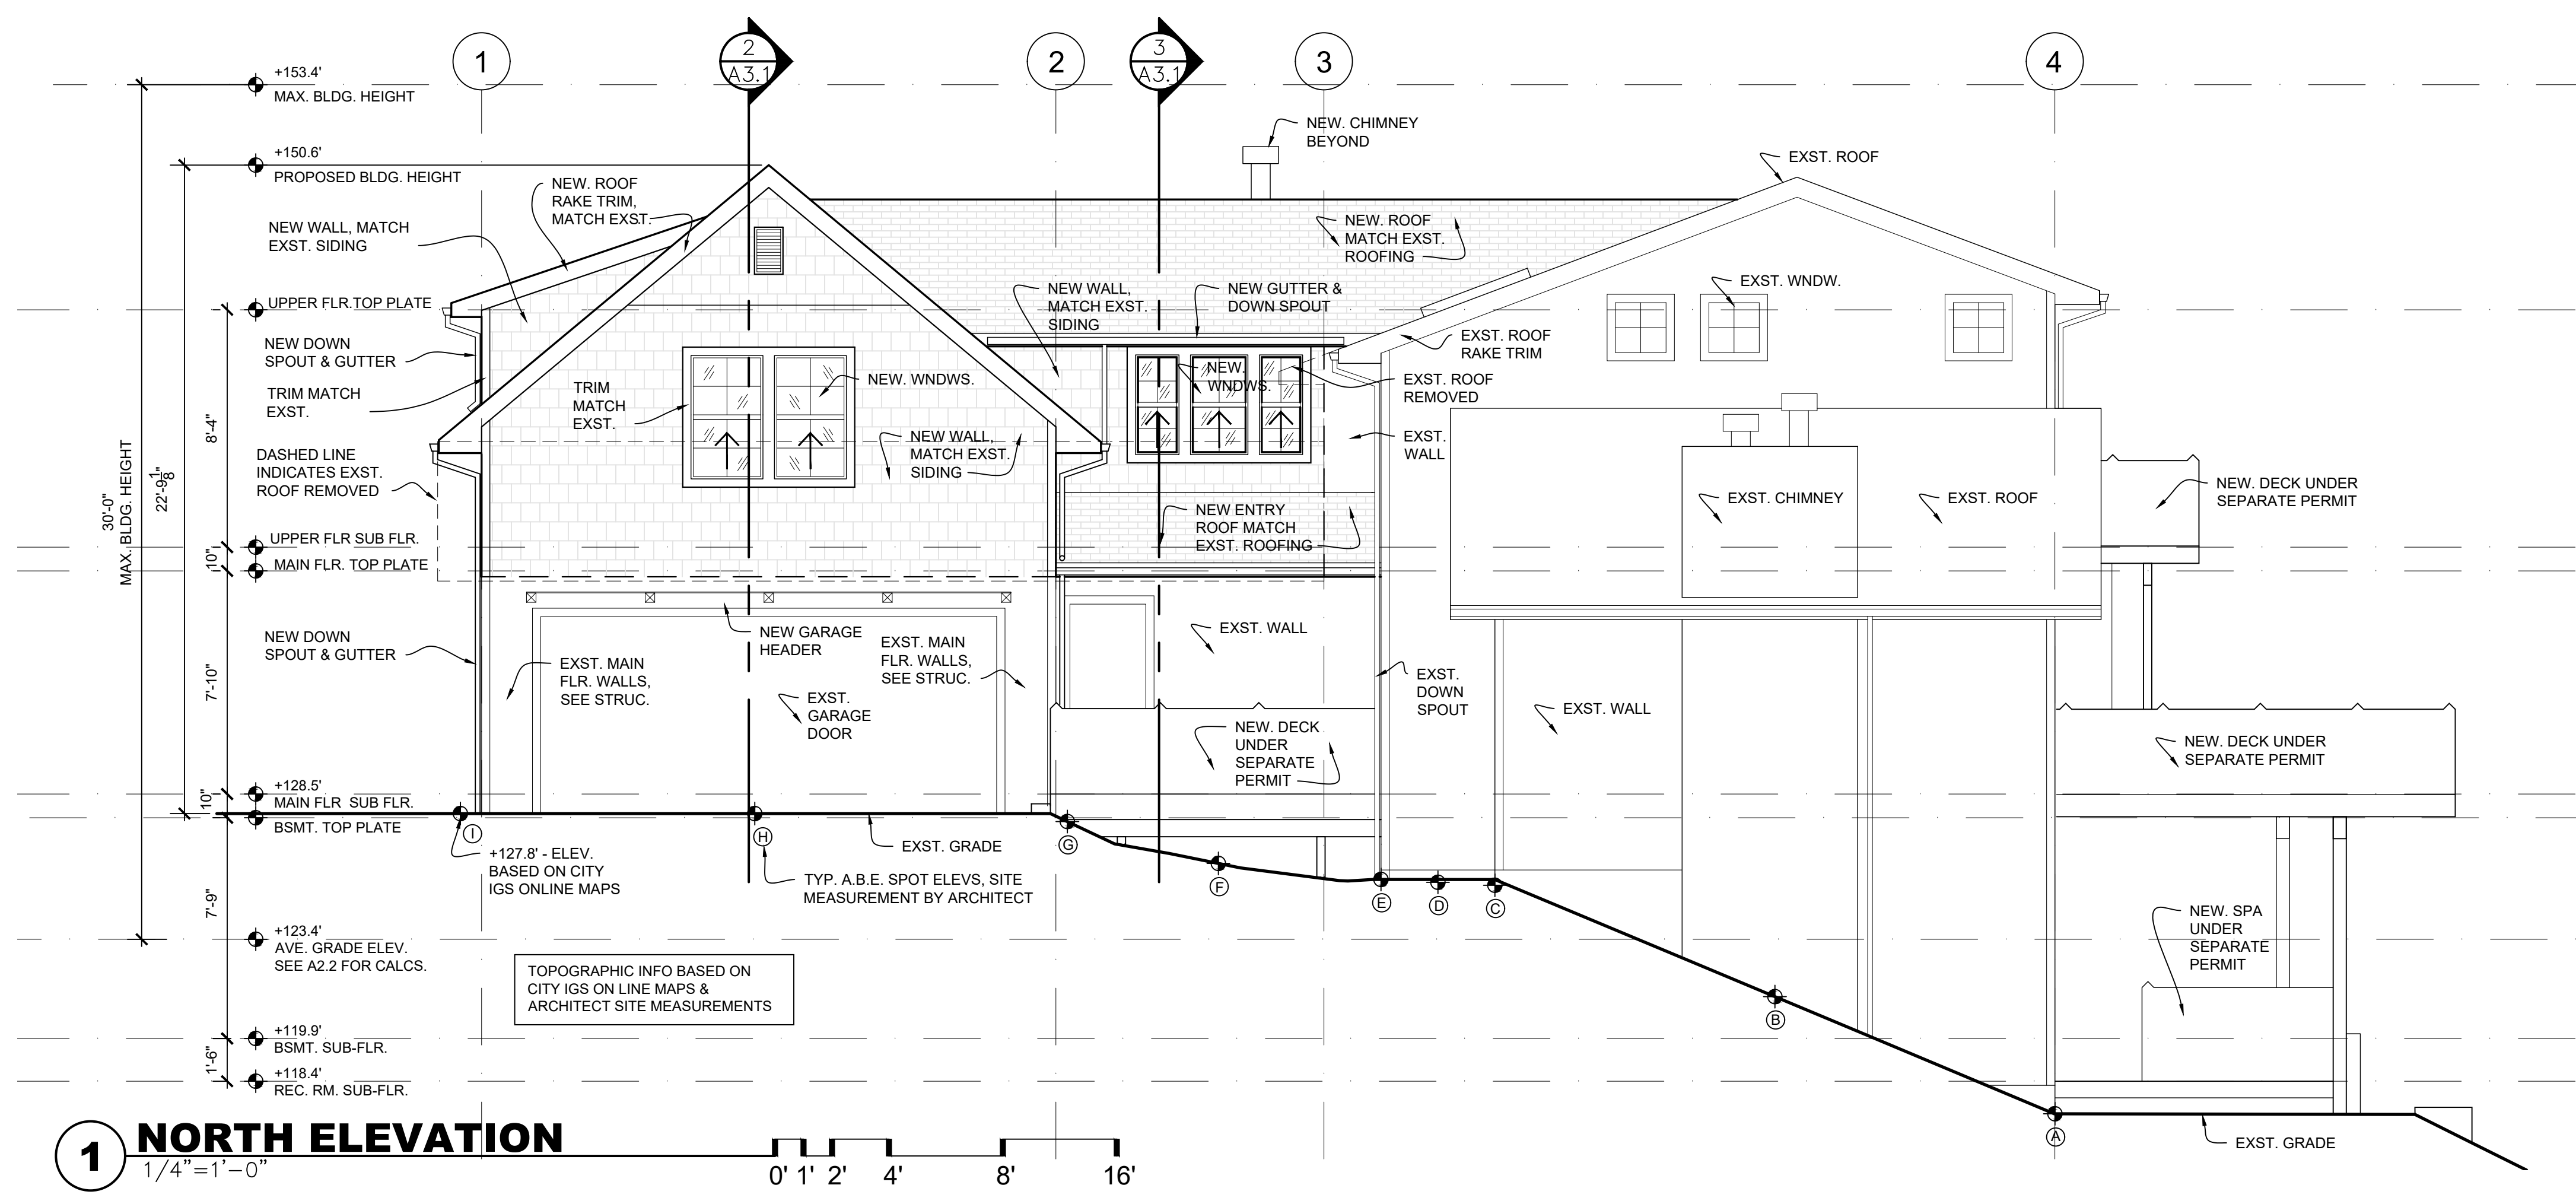 1
2
A3.1
2
3
A3.1
3
4
+153.4'
MAX. BLDG. HEIGHT
+150.6'
PROPOSED BLDG. HEIGHT
NEW. CHIMNEY
BEYOND
EXST. ROOF
NEW. ROOF
RAKE TRIM,
MATCH EXST.
NEW WALL, MATCH
EXST. SIDING
NEW. ROOF
MATCH EXST.
ROOFING
EXST. WNDW.
NEW WALL,
MATCH EXST.
SIDING
NEW GUTTER &
DOWN SPOUT
UPPER FLR.TOP PLATE
NEW DOWN
SPOUT & GUTTER
EXST. ROOF
RAKE TRIM
TRIM MATCH
EXST.
TRIM
MATCH
EXST.
NEW. WNDWS.
NEW.
WNDWS.
EXST. ROOF
REMOVED
8'-4"
NEW WALL,
MATCH EXST.
SIDING
EXST.
WALL
DASHED LINE
INDICATES EXST.
ROOF REMOVED
30'-0"
MAX. BLDG. HEIGHT
22'-9 1/8"
NEW ENTRY
ROOF MATCH
EXST. ROOFING
EXST. CHIMNEY
EXST. ROOF
NEW. DECK UNDER
SEPARATE PERMIT
UPPER FLR SUB FLR.
10"
MAIN FLR. TOP PLATE
NEW DOWN
SPOUT & GUTTER
NEW GARAGE
HEADER
EXST. MAIN
FLR. WALLS,
SEE STRUC.
EXST. MAIN
FLR. WALLS,
SEE STRUC.
EXST. WALL
EXST.
GARAGE
DOOR
EXST.
DOWN
SPOUT
EXST. WALL
7'-10"
NEW. DECK
UNDER
SEPARATE
PERMIT
NEW. DECK UNDER
SEPARATE PERMIT
+128.5'
MAIN FLR SUB FLR.
10"
BSMT. TOP PLATE
I
H
G
F
E
D
C
B
A
+127.8' - ELEV.
BASED ON CITY
IGS ONLINE MAPS
EXST. GRADE
TYP. A.B.E. SPOT ELEVS, SITE
MEASUREMENT BY ARCHITECT
7'-9"
+123.4'
AVE. GRADE ELEV.
SEE A2.2 FOR CALCS.
TOPOGRAPHIC INFO BASED ON
CITY IGS ON LINE MAPS &
ARCHITECT SITE MEASUREMENTS
NEW. SPA
UNDER
SEPARATE
PERMIT
+119.9'
BSMT. SUB-FLR.
1'-6"
+118.4'
REC. RM. SUB-FLR.
EXST. GRADE
1
NORTH ELEVATION
1/4"=1'-0"
0' 1' 2' 4' 8' 16'